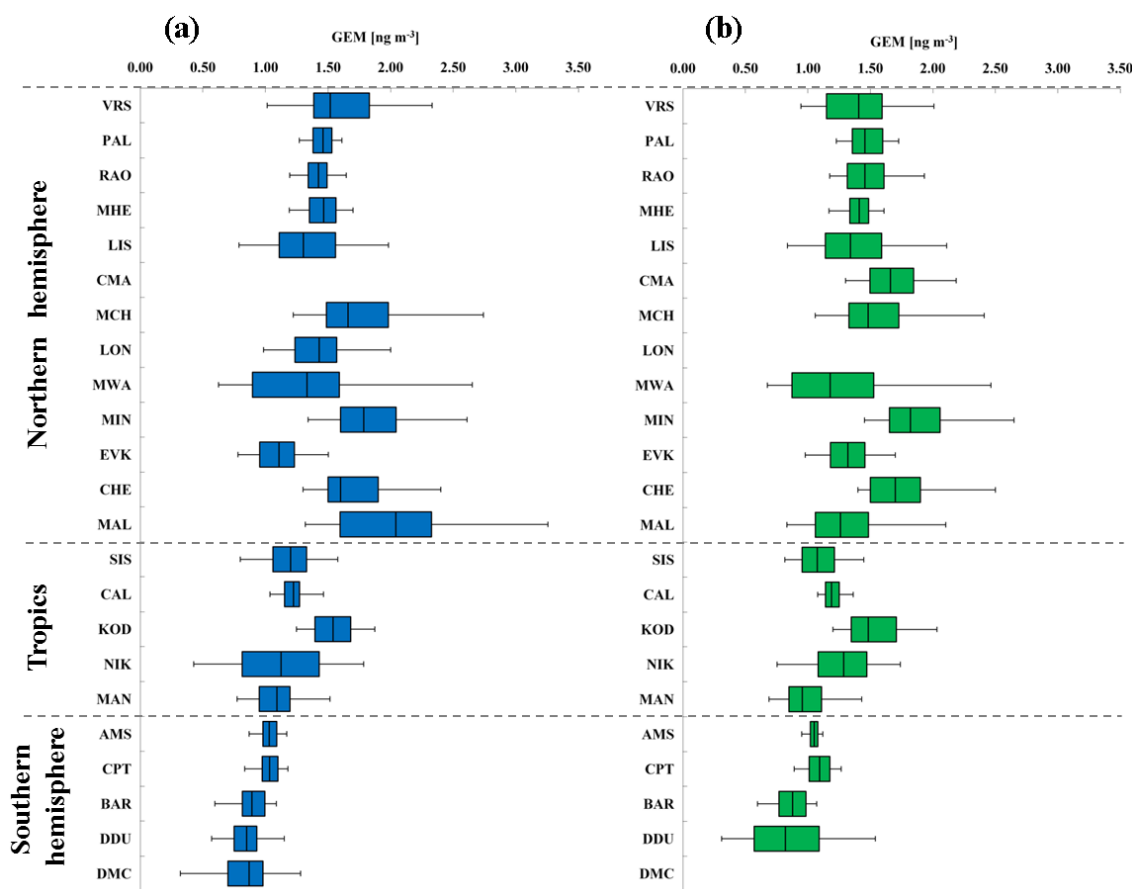 (a)
GEM [ng m-3]
0.00 0.50 1.00 1.50 2.00 2.50 3.00 3.50
(b)
GEM [ng m-3]
0.00 0.50 1.00 1.50 2.00 2.50 3.00 3.50
Northern hemisphere
VRS
PAL
RAO
MHE
LIS
CMA
MCH
LON
MWA
MIN
EVK
CHE
MAL
Tropics
SIS
CAL
KOD
NIK
MAN
Southern
hemisphere
AMS
CPT
BAR
DDU
DMC
VRS
PAL
RAO
MHE
LIS
CMA
MCH
LON
MWA
MIN
EVK
CHE
MAL
SIS
CAL
KOD
NIK
MAN
AMS
CPT
BAR
DDU
DMC